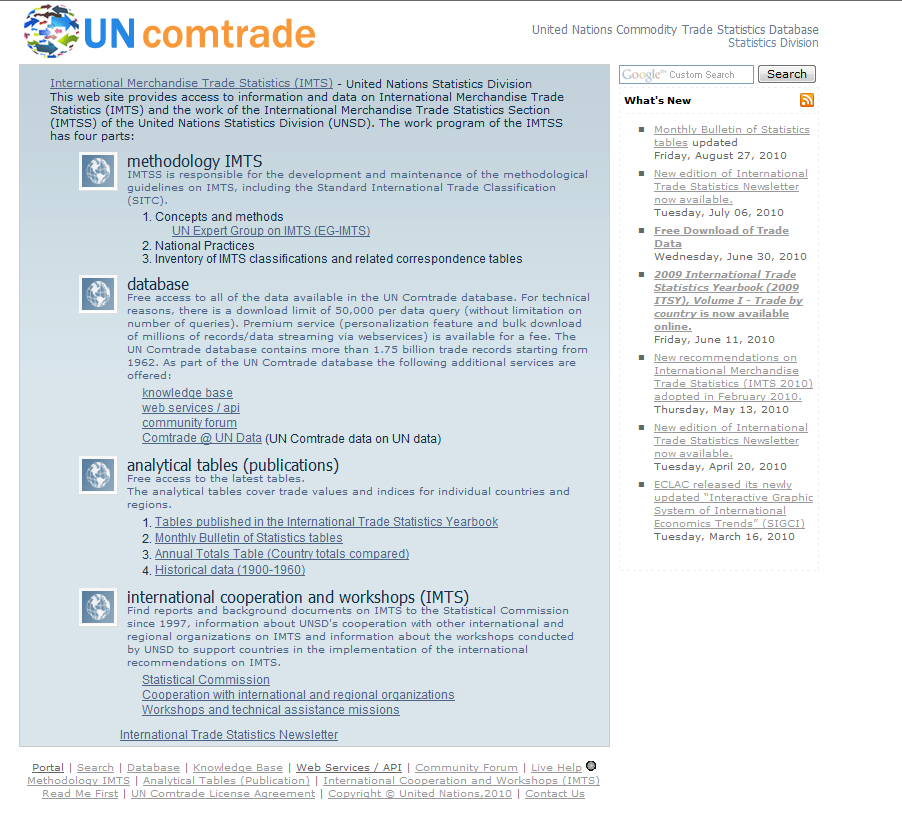 UN comtrade
United Nations Commodity Trade Statistics Database
Statistics Division
International Merchandise Trade Statistics (IMTS) - United Nations Statistics Division
This web site provides access to information and data on International Merchandise Trade
Statistics (IMTS) and the work of the International Merchandise Trade Statistics Section
(IMTSS) of the United Nations Statistics Division (UNSD). The work program of the IMTSS
has four parts:
methodology IMTS
IMTSS is responsible for the development and maintenance of the methodological
guidelines on IMTS, including the Standard International Trade Classification
(SITC).
1. Concepts and methods
UN Expert Group on IMTS (EG-IMTS)
2. National Practices
3. Inventory of IMTS classifications and related correspondence tables
database
Free access to all of the data available in the UN Comtrade database. For technical
reasons, there is a download limit of 50,000 per data query (without limitation on
number of queries). Premium service (personalization feature and bulk download
of millions of records/data streaming via webservices) is available for a fee. The
UN Comtrade database contains more than 1.75 billion trade records starting from
1962. As part of the UN Comtrade database the following additional services are
offered:
knowledge base
web services / api
community forum
Comtrade @ UN Data (UN Comtrade data on UN data)
analytical tables (publications)
Free access to the latest tables.
The analytical tables cover trade values and indices for individual countries and
regions.
1. Tables published in the International Trade Statistics Yearbook
2. Monthly Bulletin of Statistics tables
3. Annual Totals Table (Country totals compared)
4. Historical data (1900-1960)
international cooperation and workshops (IMTS)
Find reports and background documents on IMTS to the Statistical Commission
since 1997, information about UNSD's cooperation with other international and
regional organizations on IMTS and information about the workshops conducted
by UNSD to support countries in the implementation of the international
recommendations on IMTS.
Statistical Commission
Cooperation with international and regional organizations
Workshops and technical assistance missions
International Trade Statistics Newsletter
Google™ Custom Search Search
What's New
Monthly Bulletin of Statistics
tables updated
Friday, August 27, 2010
New edition of International
Trade Statistics Newsletter
now available.
Tuesday, July 06, 2010
Free Download of Trade
Data
Wednesday, June 30, 2010
2009 International Trade
Statistics Yearbook (2009
ITSY), Volume I - Trade by
country is now available
online.
Friday, June 11, 2010
New recommendations on
International Merchandise
Trade Statistics (IMTS 2010)
adopted in February 2010.
Thursday, May 13, 2010
New edition of International
Trade Statistics Newsletter
now available.
Tuesday, April 20, 2010
ECLAC released its newly
updated “Interactive Graphic
System of International
Economics Trends” (SIGCI)
Tuesday, March 16, 2010
Portal | Search | Database | Knowledge Base | Web Services / API | Community Forum | Live Help
Methodology IMTS | Analytical Tables (Publication) | International Cooperation and Workshops (IMTS)
Read Me First | UN Comtrade License Agreement | Copyright © United Nations,2010 | Contact Us